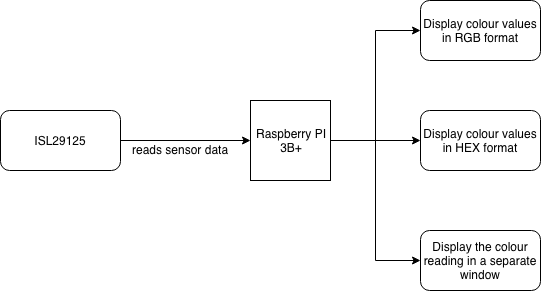 Display colour values
in RGB format
ISL29125
reads sensor data
Raspberry PI
3B+
Display colour values
in HEX format
Display the colour
reading in a separate
window